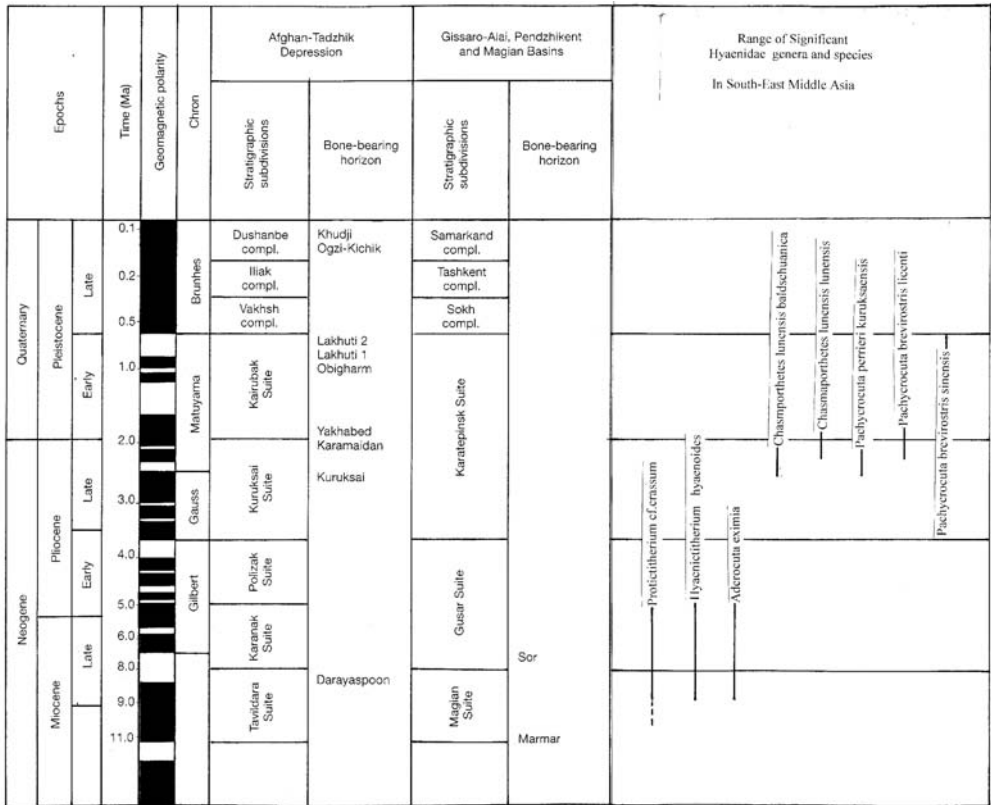 Epochs
Time (Ma)
Geomagnetic polarity
Chron
Afghan-Tadzhik
Depression
Stratigraphic
subdivisions
Bone-bearing
horizon
Gissaro-Alai, Pendzhikent
and Magian Basins
Stratigraphic
subdivisions
Bone-bearing
horizon
Range of Significant
Hyaenidae genera and species
In South-East Middle Asia
Quaternary
Neogene
Pleistocene
Pliocene
Miocene
Late
Early
Late
Early
Late
0.1
0.2
0.5
1.0
2.0
3.0
4.0
5.0
6.0
8.0
9.0
11.0
Brunhes
Matuyama
Gauss
Gilbert
Dushanbe
compl.
Iliak
compl.
Vakhsh
compl.
Kairubak
Suite
Kuruksai
Suite
Polizak
Suite
Karanak
Suite
Tavildara
Suite
Khudji
Ogzi-Kichik
Lakhuti 2
Lakhuti 1
Obigharm
Yakhabed
Karamaidan
Kuruksai
Darayaspoon
Samarkand
compl.
Tashkent
compl.
Sokh
compl.
Karatepinsk Suite
Gusar Suite
Magian
Suite
Sor
Marmar
Protictitherium cf.crassum
Hyaenictitherium hyaenoides
Adcrocuta eximia
Chasmporthetes lunensis baldschuanica
Chasmaporthetes lunensis lunensis
Pachycrocuta perrieri kuruksaensis
Pachycrocuta brevirostris licenti
Pachycrocuta brevirostris sinensis